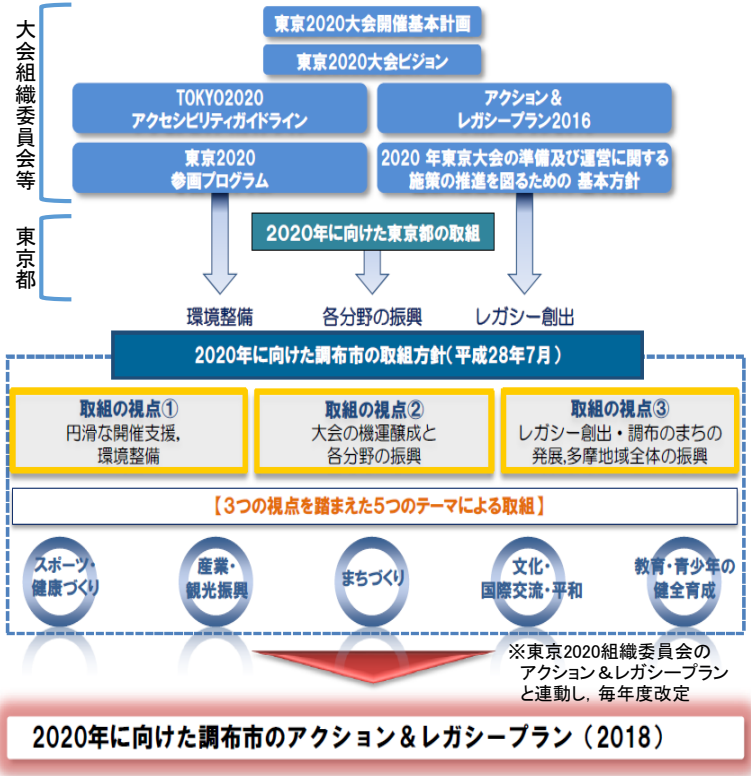 大会組織委員会等
東京2020大会開催基本計画
東京2020大会ビジョン
TOKYO2020
アクセシビリティガイドライン
アクション＆
レガシープラン2016
東京2020
参画プログラム
2020 年東京大会の準備及び運営に関する
施策の推進を図るための 基本方針
東京都
2020年に向けた東京都の取組
環境整備
各分野の振興
レガシー創出
2020年に向けた調布市の取組方針（平成28年7月）
取組の視点①
円滑な開催支援，
環境整備
取組の視点②
大会の機運醸成と
各分野の振興
取組の視点③
レガシー創出・調布のまちの
発展，多摩地域全体の振興
【３つの視点を踏まえた５つのテーマによる取組】
スポーツ・
健康づくり
産業・
観光振興
まちづくり
文化・
国際交流・平和
教育・青少年の
健全育成
※東京2020組織委員会の
アクション＆レガシープラン
と連動し，毎年度改定
2020年に向けた調布市のアクション＆レガシープラン（2018）